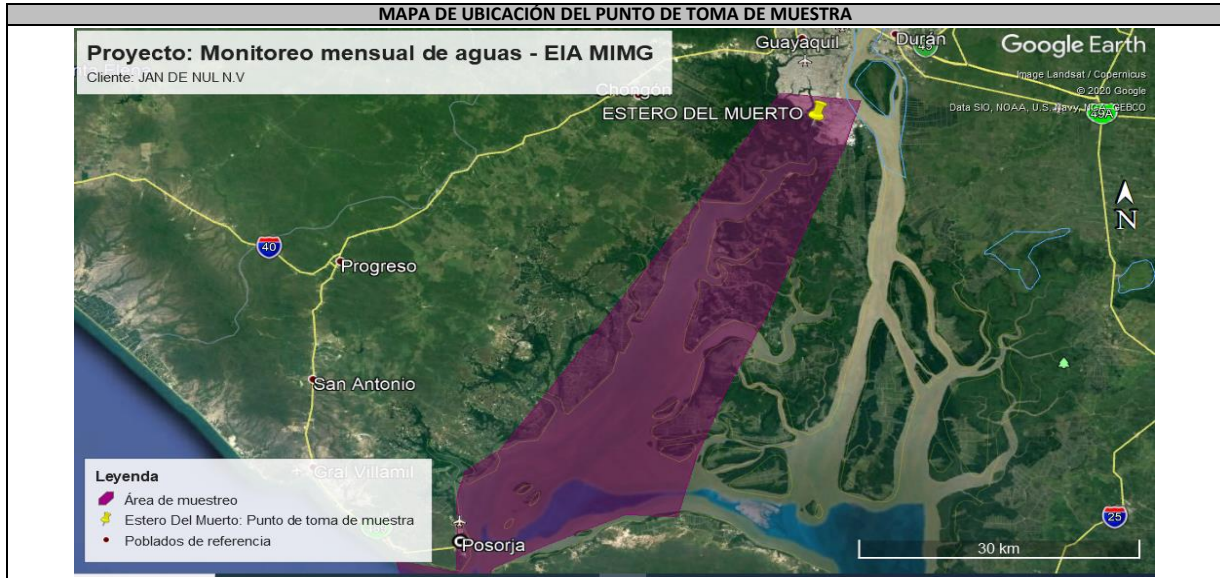 MAPA DE UBICACIÓN DEL PUNTO DE TOMA DE MUESTRA
Proyecto: Monitoreo mensual de aguas - EIA MIMG
Cliente: JAN DE NUL N.V
Guayaquil
Durán
49
Google Earth
Image Landsat / Copernicus
© 2020 Google
Data SIO, NOAA, U.S. Navy, NGA, GEBCO
Chongón
ESTERO DEL MUERTO
49A
N
40
Progreso
San Antonio
Gral Villamil
Leyenda
Área de muestreo
Estero Del Muerto: Punto de toma de muestra
Poblados de referencia
Posorja
25
30 km